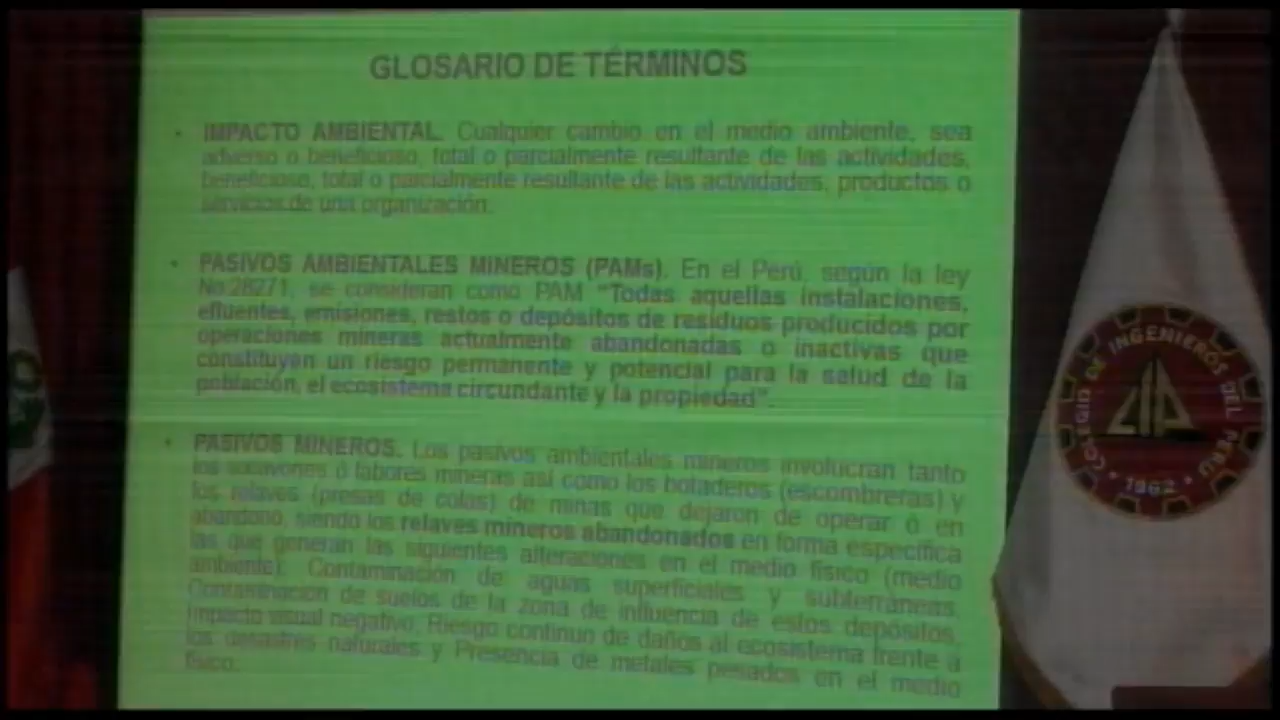 GLOSARIO DE TÉRMINOS
• IMPACTO AMBIENTAL. Cualquier cambio en el medio ambiente, sea
adverso o beneficioso, total o parcialmente resultante de las actividades,
beneficioso, total o parcialmente resultante de las actividades, productos o
servicios de una organización.
• PASIVOS AMBIENTALES MINEROS (PAMs). En el Perú, según la ley
No.28271, se consideran como PAM "Todas aquellas instalaciones,
efluentes, emisiones, restos o depósitos de residuos producidos por
operaciones mineras actualmente abandonadas o inactivas que
constituyen un riesgo permanente y potencial para la salud de la
población, el ecosistema circundante y la propiedad".
• PASIVOS MINEROS. Los pasivos ambientales mineros involucran tanto
los socavones ó labores mineras así como los botaderos (escombreras) y
los relaves (presas de colas) de minas que dejaron de operar ó en
abandono, siendo los relaves mineros abandonados en forma específica
las que generan las siguientes alteraciones en el medio físico (medio
ambiente): Contaminación de aguas superficiales y subterráneas,
Contaminación de suelos de la zona de influencia de estos depósitos,
Impacto visual negativo, Riesgo continuo de daños al ecosistema frente a
los desastres naturales y Presencia de metales pesados en el medio
físico.
COLEGIO DE INGENIEROS DEL PERÚ
CIP
• 1962 •